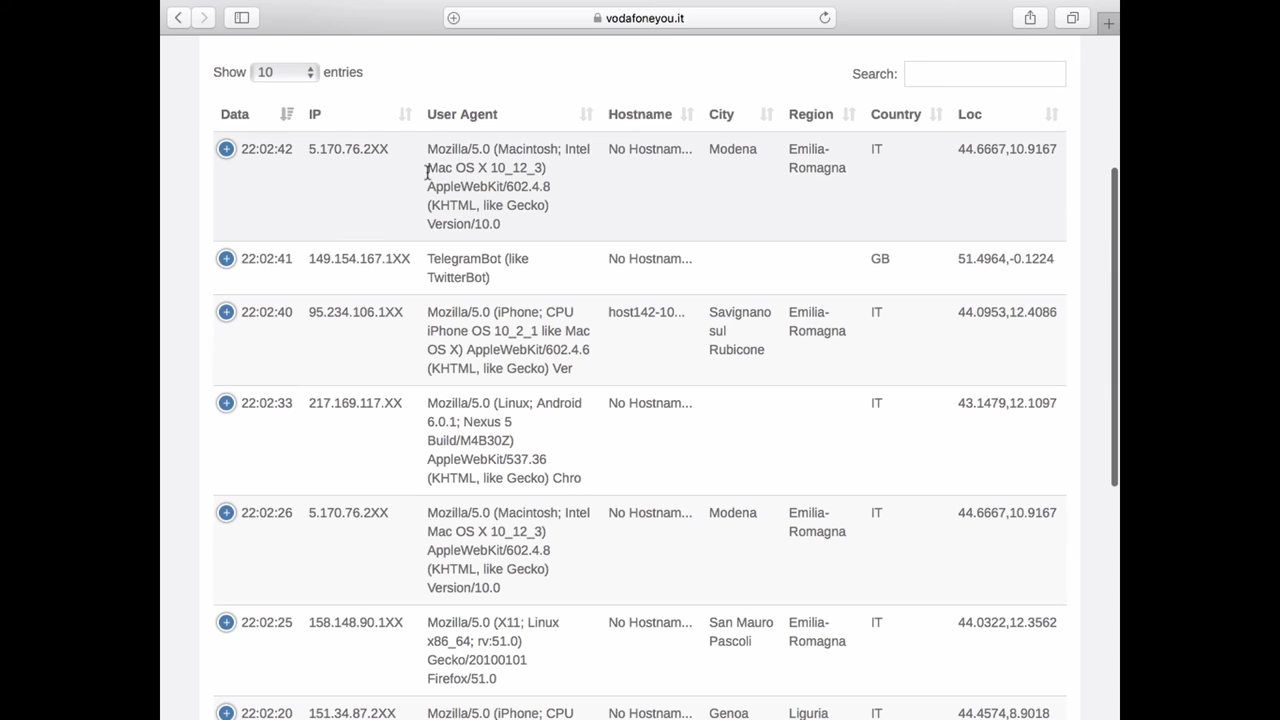 vodafoneyou.it
Show 10 entries Search:
Data IP User Agent Hostname City Region Country Loc
22:02:42 5.170.76.2XX Mozilla/5.0 (Macintosh; Intel No Hostnam... Modena Emilia- IT 44.6667,10.9167
Mac OS X 10_12_3) Romagna
AppleWebKit/602.4.8
(KHTML, like Gecko)
Version/10.0
22:02:41 149.154.167.1XX TelegramBot (like No Hostnam... GB 51.4964,-0.1224
TwitterBot)
22:02:40 95.234.106.1XX Mozilla/5.0 (iPhone; CPU host142-10... Savignano Emilia- IT 44.0953,12.4086
iPhone OS 10_2_1 like Mac sul Romagna
OS X) AppleWebKit/602.4.6 Rubicone
(KHTML, like Gecko) Ver
22:02:33 217.169.117.XX Mozilla/5.0 (Linux; Android No Hostnam... IT 43.1479,12.1097
6.0.1; Nexus 5
Build/M4B30Z)
AppleWebKit/537.36
(KHTML, like Gecko) Chro
22:02:26 5.170.76.2XX Mozilla/5.0 (Macintosh; Intel No Hostnam... Modena Emilia- IT 44.6667,10.9167
Mac OS X 10_12_3) Romagna
AppleWebKit/602.4.8
(KHTML, like Gecko)
Version/10.0
22:02:25 158.148.90.1XX Mozilla/5.0 (X11; Linux No Hostnam... San Mauro Emilia- IT 44.0322,12.3562
x86_64; rv:51.0) Pascoli Romagna
Gecko/20100101
Firefox/51.0
22:02:20 151.34.87.2XX Mozilla/5.0 (iPhone; CPU No Hostnam... Genoa Liguria IT 44.4574,8.9018